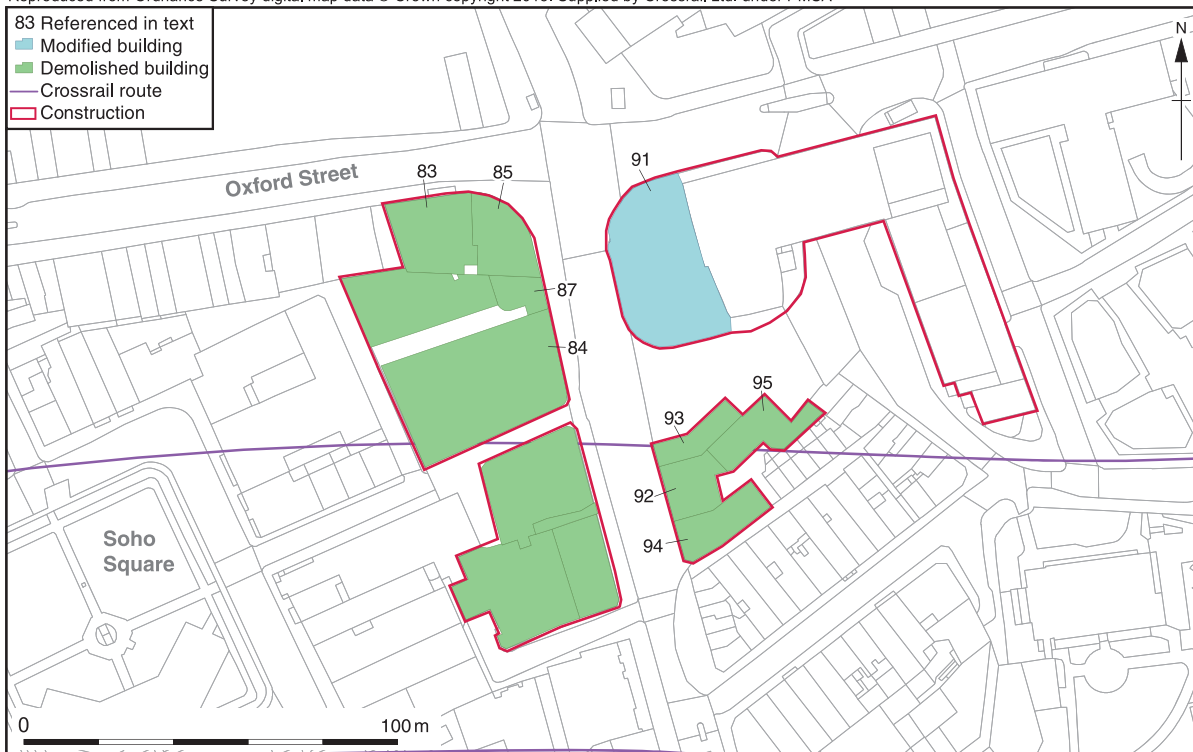 83 Referenced in text
Modified building
Demolished building
Crossrail route
Construction
N
Oxford Street
83
85
91
87
84
95
93
92
94
Soho
Square
0
100 m